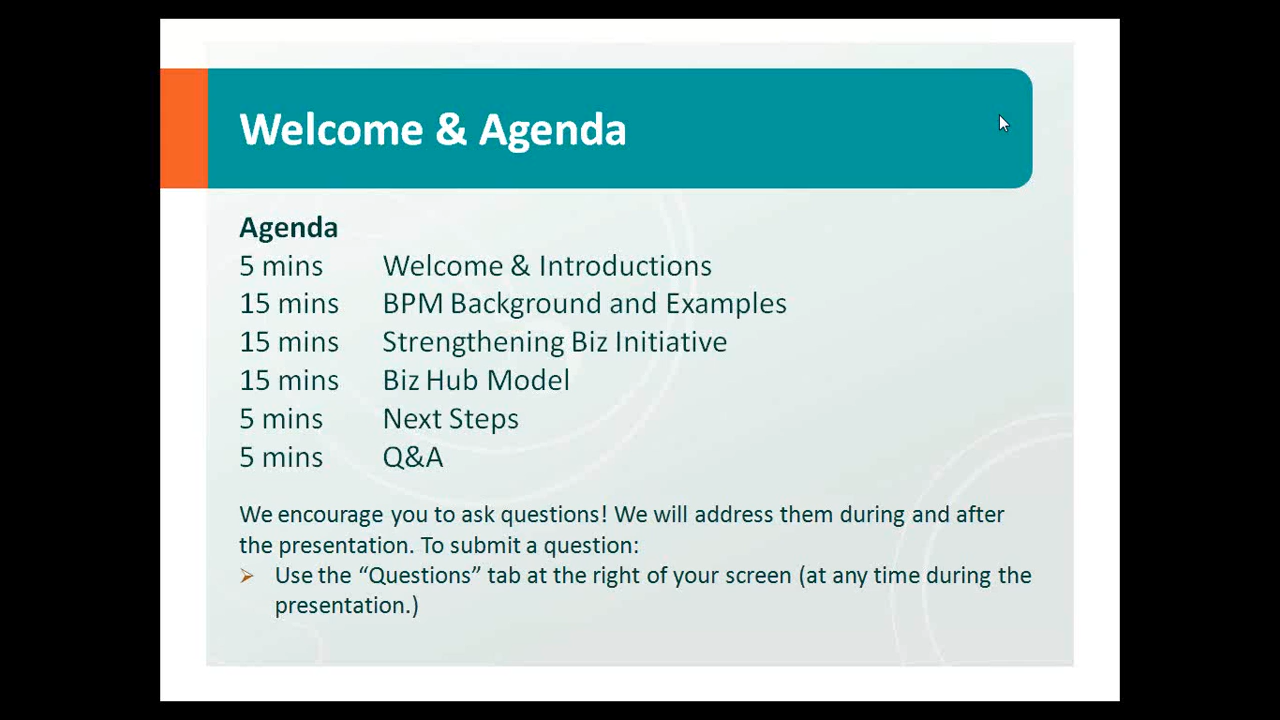 Welcome & Agenda
Agenda
5 mins Welcome & Introductions
15 mins BPM Background and Examples
15 mins Strengthening Biz Initiative
15 mins Biz Hub Model
5 mins Next Steps
5 mins Q&A
We encourage you to ask questions! We will address them during and after
the presentation. To submit a question:
Use the “Questions” tab at the right of your screen (at any time during the
presentation.)